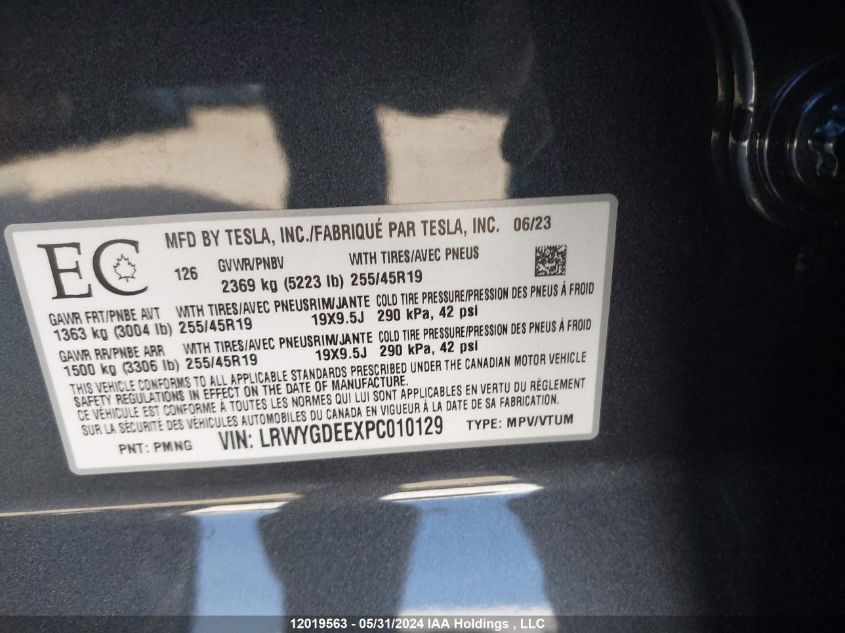 EC
MFD BY TESLA, INC./FABRIQUÉ PAR TESLA, INC. 06/23
126
GVWR/PNBV WITH TIRES/AVEC PNEUS
2369 kg (5223 lb) 255/45R19
GAWR FRT/PNBE AVT WITH TIRES/AVEC PNEUS RIM/JANTE COLD TIRE PRESSURE/PRESSION DES PNEUS À FROID
1363 kg (3004 lb) 255/45R19 19X9.5J 290 kPa, 42 psi
GAWR RR/PNBE ARR WITH TIRES/AVEC PNEUS RIM/JANTE COLD TIRE PRESSURE/PRESSION DES PNEUS À FROID
1500 kg (3306 lb) 255/45R19 19X9.5J 290 kPa, 42 psi
THIS VEHICLE CONFORMS TO ALL APPLICABLE STANDARDS PRESCRIBED UNDER THE CANADIAN MOTOR VEHICLE
SAFETY REGULATIONS IN EFFECT ON THE DATE OF MANUFACTURE.
CE VÉHICULE EST CONFORME À TOUTES LES NORMES QUI LUI SONT APPLICABLES EN VERTU DU RÈGLEMENT
SUR LA SÉCURITÉ DES VÉHICULES AUTOMOBILES DU CANADA EN VIGUEUR À LA DATE DE SA FABRICATION.
PNT: PMNG VIN: LRWYGDEEXPC010129 TYPE: MPV/VTUM
12019563 - 05/31/2024 IAA Holdings , LLC